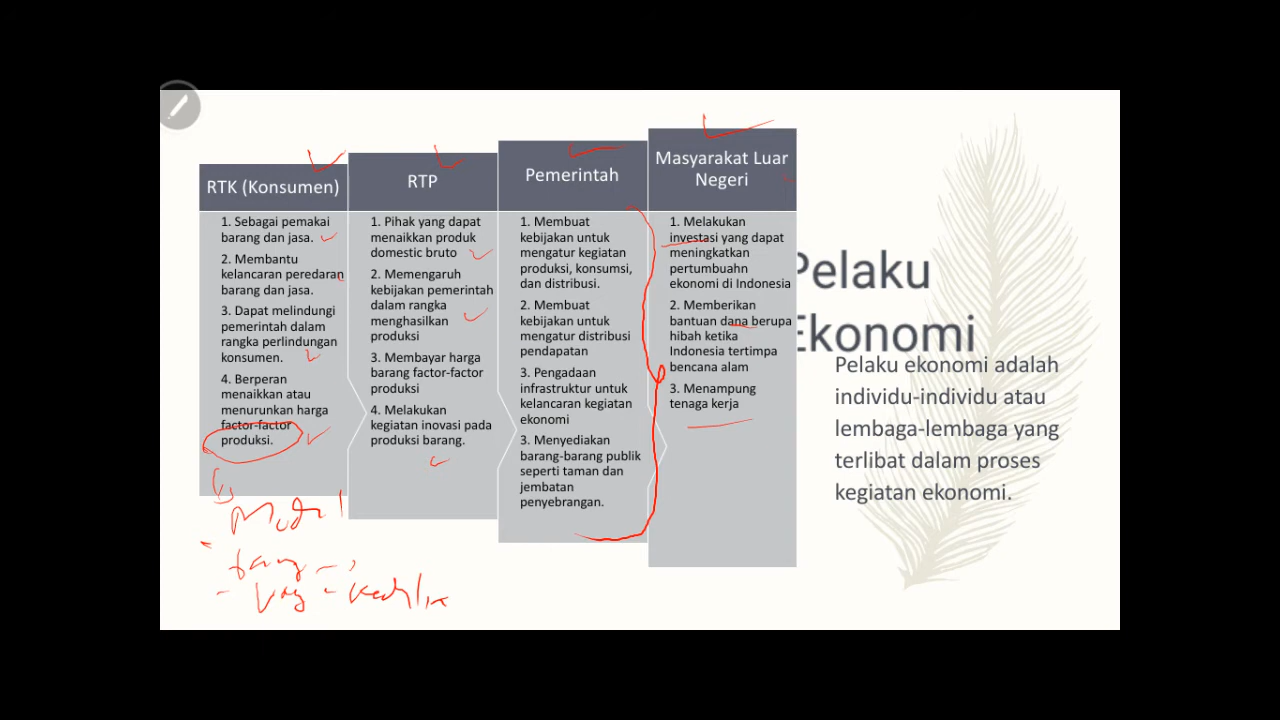 RTK (Konsumen)
1. Sebagai pemakai
barang dan jasa.
2. Membantu
kelancaran peredaran
barang dan jasa.
3. Dapat melindungi
pemerintah dalam
rangka perlindungan
konsumen.
4. Berperan
menaikkan atau
menurunkan harga
factor-factor
produksi.
RTP
1. Pihak yang dapat
menaikkan produk
domestic bruto
2. Memengaruh
kebijakan pemerintah
dalam rangka
menghasilkan
produksi
3. Membayar harga
barang factor-factor
produksi
4. Melakukan
kegiatan inovasi pada
produksi barang.
Pemerintah
1. Membuat
kebijakan untuk
mengatur kegiatan
produksi, konsumsi,
dan distribusi.
2. Membuat
kebijakan untuk
mengatur distribusi
pendapatan
3. Pengadaan
infrastruktur untuk
kelancaran kegiatan
ekonomi
3. Menyediakan
barang-barang publik
seperti taman dan
jembatan
penyebrangan.
Masyarakat Luar
Negeri
1. Melakukan
investasi yang dapat
meningkatkan
pertumbuahn
ekonomi di Indonesia
2. Memberikan
bantuan dana berupa
hibah ketika
Indonesia tertimpa
bencana alam
3. Menampung
tenaga kerja
Pelaku
Ekonomi
Pelaku ekonomi adalah
individu-individu atau
lembaga-lembaga yang
terlibat dalam proses
kegiatan ekonomi.
Modal